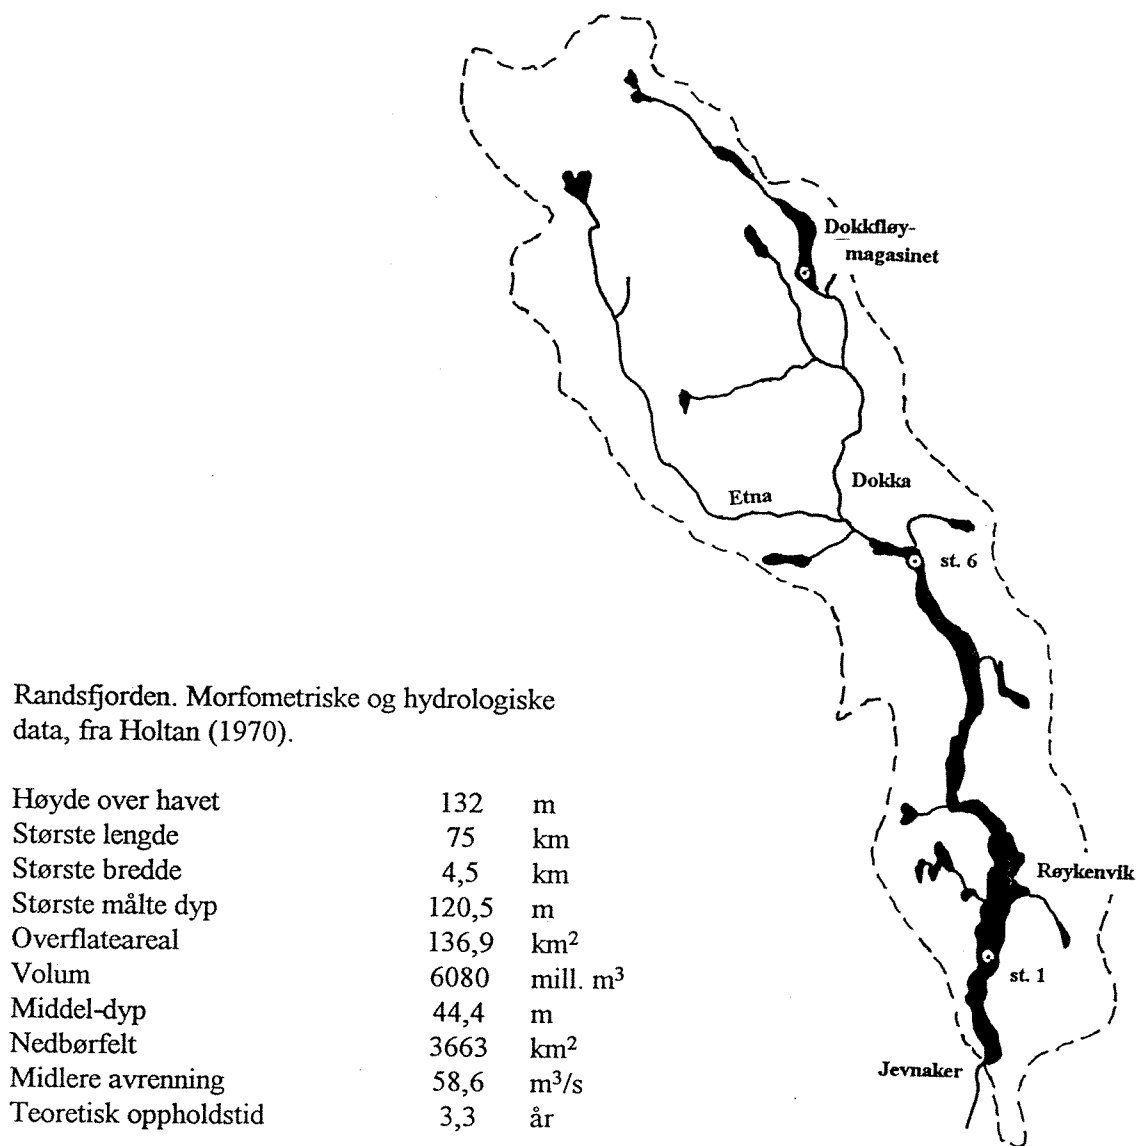 Dokkfløy-
magasinet
Etna
Dokka
st. 6
Randsfjorden. Morfometriske og hydrologiske
data, fra Holtan (1970).
Høyde over havet 132 m
Største lengde 75 km
Største bredde 4,5 km
Største målte dyp 120,5 m
Overflateareal 136,9 km²
Volum 6080 mill. m³
Middel-dyp 44,4 m
Nedbørfelt 3663 km²
Midlere avrenning 58,6 m³/s
Teoretisk oppholdstid 3,3 år
Røykenvik
st. 1
Jevnaker